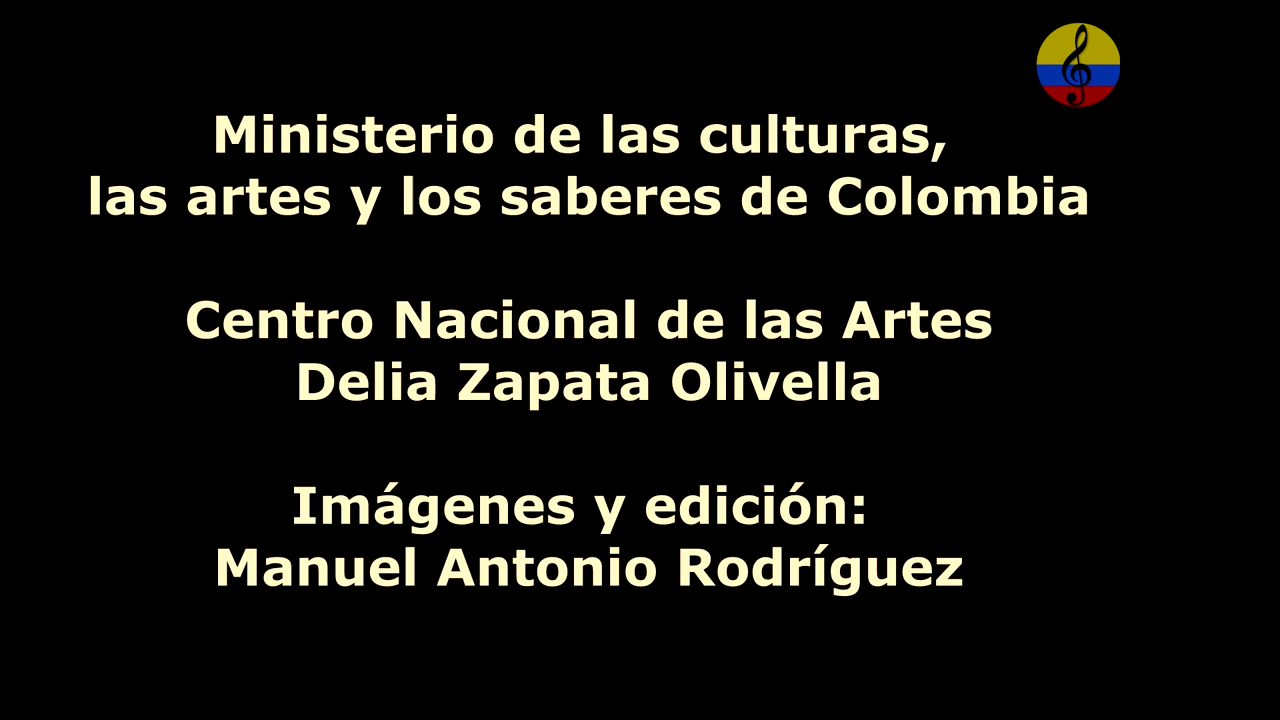 Ministerio de las culturas,
las artes y los saberes de Colombia
Centro Nacional de las Artes
Delia Zapata Olivella
Imágenes y edición:
Manuel Antonio Rodríguez